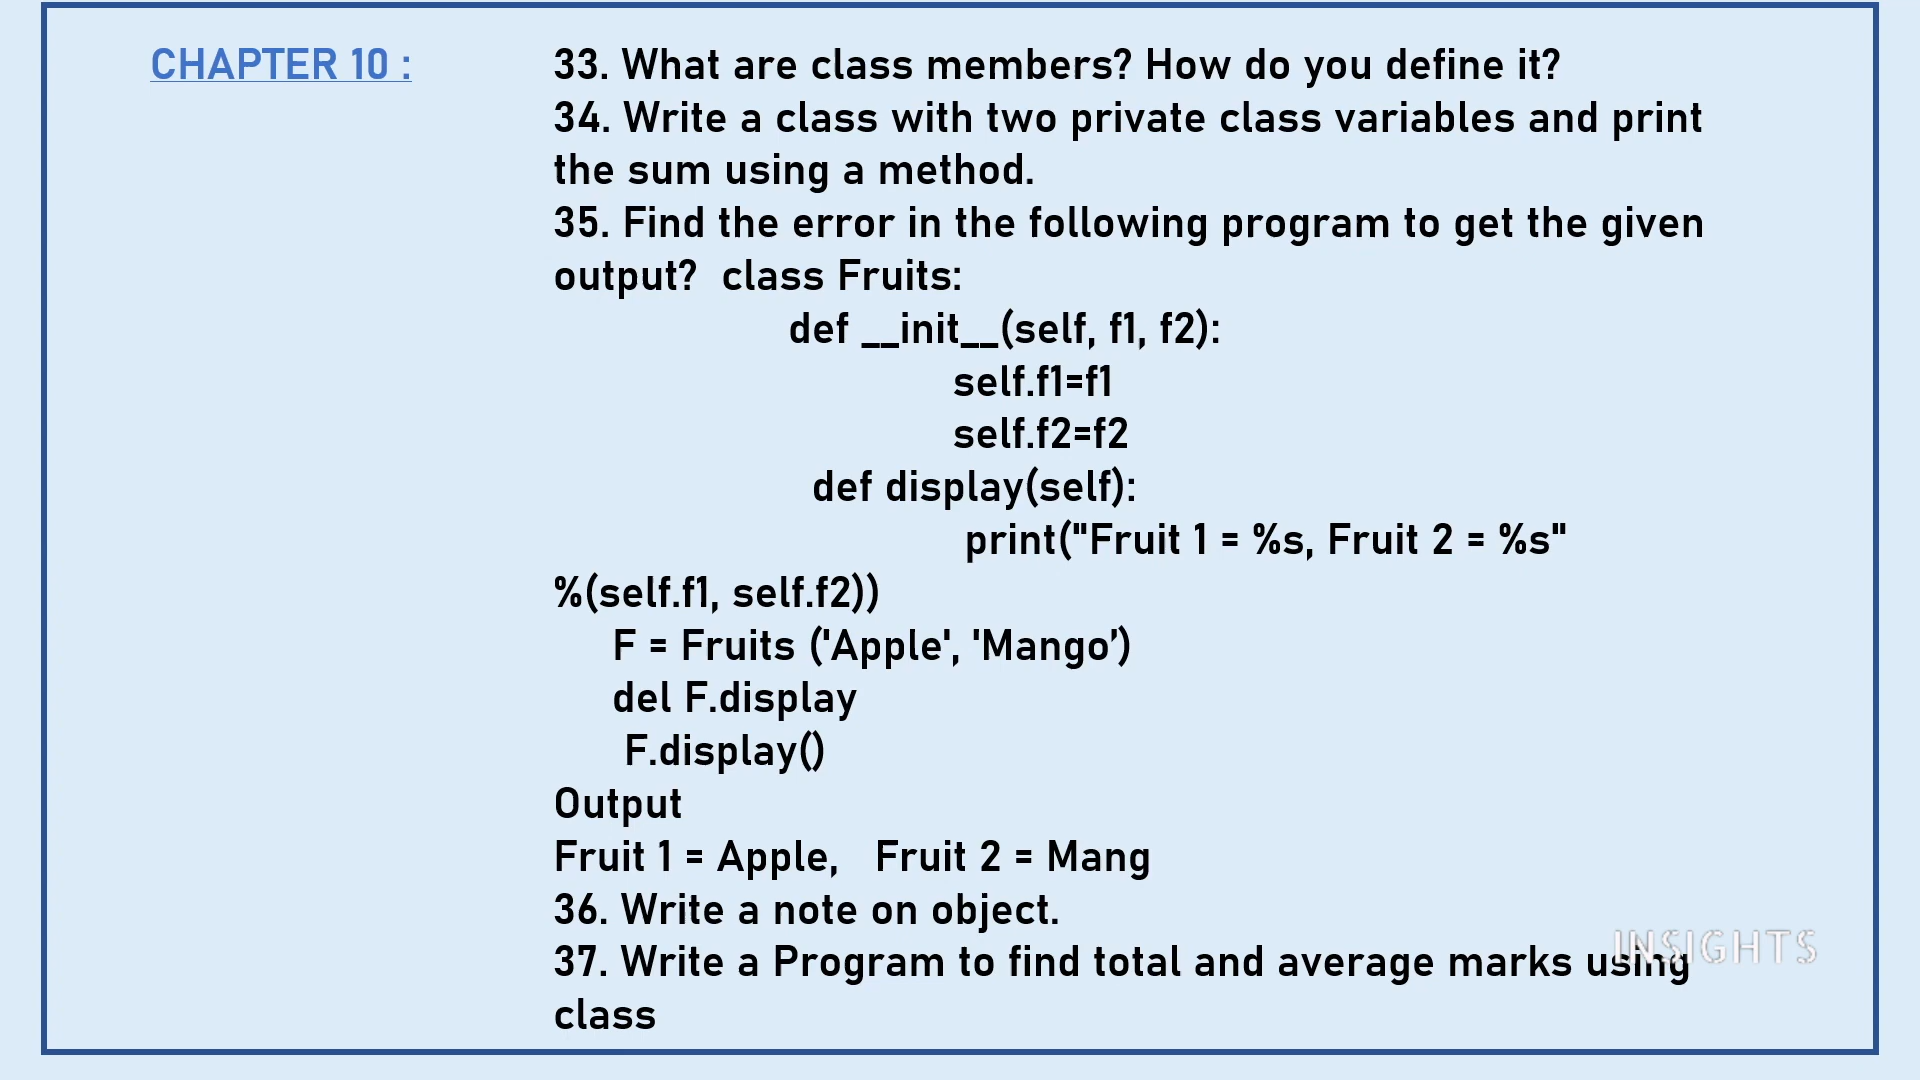 CHAPTER 10 :
33. What are class members? How do you define it?
34. Write a class with two private class variables and print
the sum using a method.
35. Find the error in the following program to get the given
output?  class Fruits:
def __init__(self, f1, f2):
self.f1=f1
self.f2=f2
def display(self):
print("Fruit 1 = %s, Fruit 2 = %s"
%(self.f1, self.f2))
F = Fruits ('Apple', 'Mango’)
del F.display
F.display()
Output
Fruit 1 = Apple,   Fruit 2 = Mang
36. Write a note on object.
37. Write a Program to find total and average marks using
class
INSIGHTS